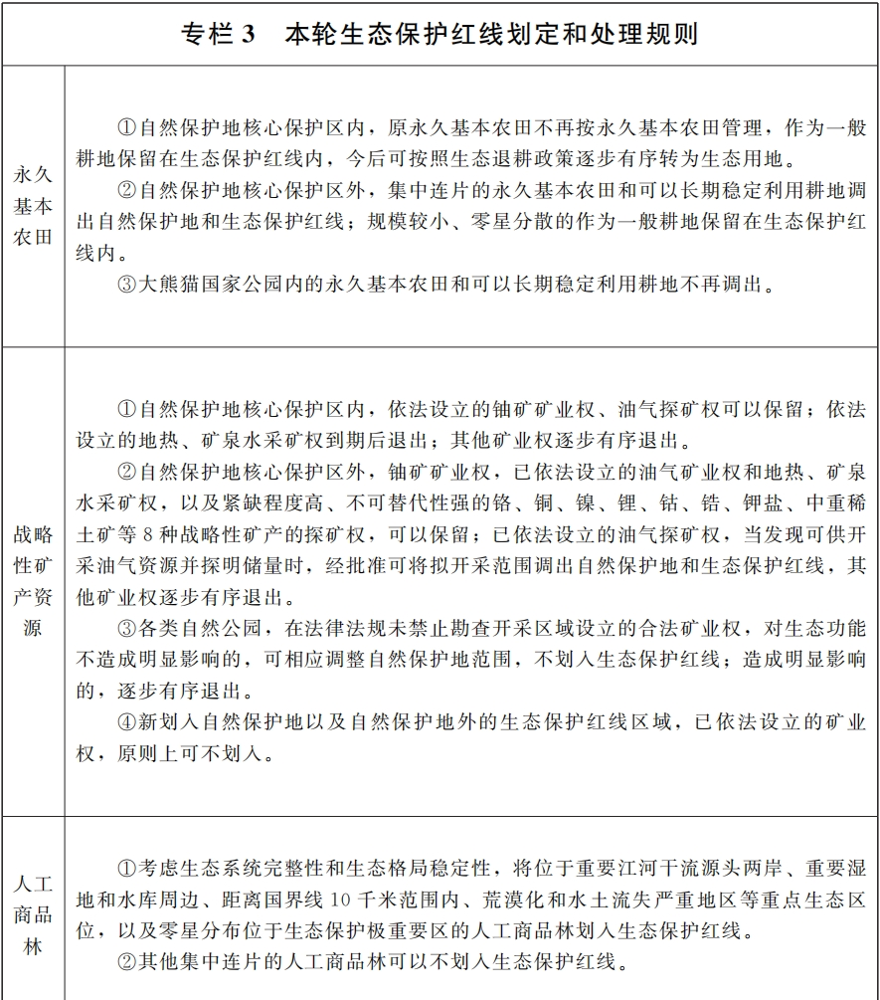 专栏3 本轮生态保护红线划定和处理规则
永久
基本
农田
①自然保护地核心保护区内，原永久基本农田不再按永久基本农田管理，作为一般
耕地保留在生态保护红线内，今后可按照生态退耕政策逐步有序转为生态用地。
②自然保护地核心保护区外，集中连片的永久基本农田和可以长期稳定利用耕地调
出自然保护地和生态保护红线；规模较小、零星分散的作为一般耕地保留在生态保护红
线内。
③大熊猫国家公园内的永久基本农田和可以长期稳定利用耕地不再调出。
战略
性矿
产资
源
①自然保护地核心保护区内，依法设立的铀矿矿业权、油气探矿权可以保留；依法
设立的地热、矿泉水采矿权到期后退出；其他矿业权逐步有序退出。
②自然保护地核心保护区外，铀矿矿业权，已依法设立的油气矿业权和地热、矿泉
水采矿权，以及紧缺程度高、不可替代性强的铬、铜、镍、锂、钴、锆、钾盐、中重稀
土矿等8种战略性矿产的探矿权，可以保留；已依法设立的油气探矿权，当发现可供开
采油气资源并探明储量时，经批准可将拟开采范围调出自然保护地和生态保护红线，其
他矿业权逐步有序退出。
③各类自然公园，在法律法规未禁止勘查开采区域设立的合法矿业权，对生态功能
不造成明显影响的，可相应调整自然保护地范围，不划入生态保护红线；造成明显影响
的，逐步有序退出。
④新划入自然保护地以及自然保护地外的生态保护红线区域，已依法设立的矿业
权，原则上可不划入。
人工
商品
林
①考虑生态系统完整性和生态格局稳定性，将位于重要江河干流源头两岸、重要湿
地和水库周边、距离国界线10千米范围内、荒漠化和水土流失严重地区等重点生态区
位，以及零星分布位于生态保护极重要区的人工商品林划入生态保护红线。
②其他集中连片的人工商品林可以不划入生态保护红线。